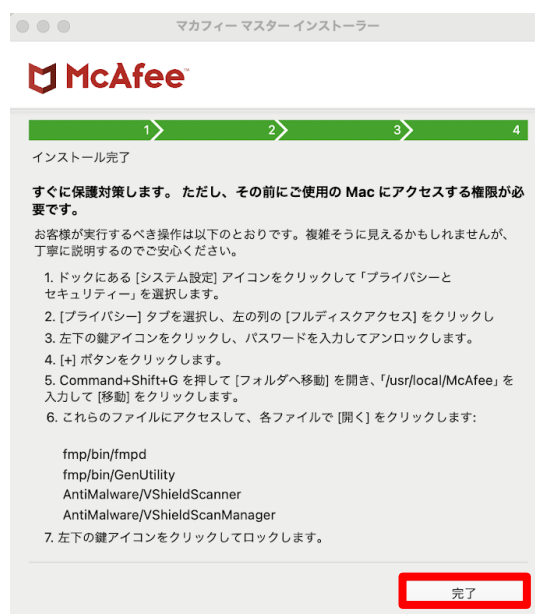 マカフィー マスター インストーラー
McAfee™
1 2 3 4
インストール完了
すぐに保護対策します。 ただし、その前にご使用の Mac にアクセスする権限が必
要です。
お客様が実行するべき操作は以下のとおりです。複雑そうに見えるかもしれませんが、
丁寧に説明するのでご安心ください。
1. ドックにある [システム設定] アイコンをクリックして「プライバシーと
セキュリティー」を選択します。
2. [プライバシー] タブを選択し、左の列の [フルディスクアクセス] をクリックし
3. 左下の鍵アイコンをクリックし、パスワードを入力してアンロックします。
4. [+] ボタンをクリックします。
5. Command+Shift+G を押して [フォルダへ移動] を開き、「/usr/local/McAfee」を
入力して [移動] をクリックします。
6. これらのファイルにアクセスして、各ファイルで [開く] をクリックします:
fmp/bin/fmpd
fmp/bin/GenUtility
AntiMalware/VShieldScanner
AntiMalware/VShieldScanManager
7. 左下の鍵アイコンをクリックしてロックします。
完了